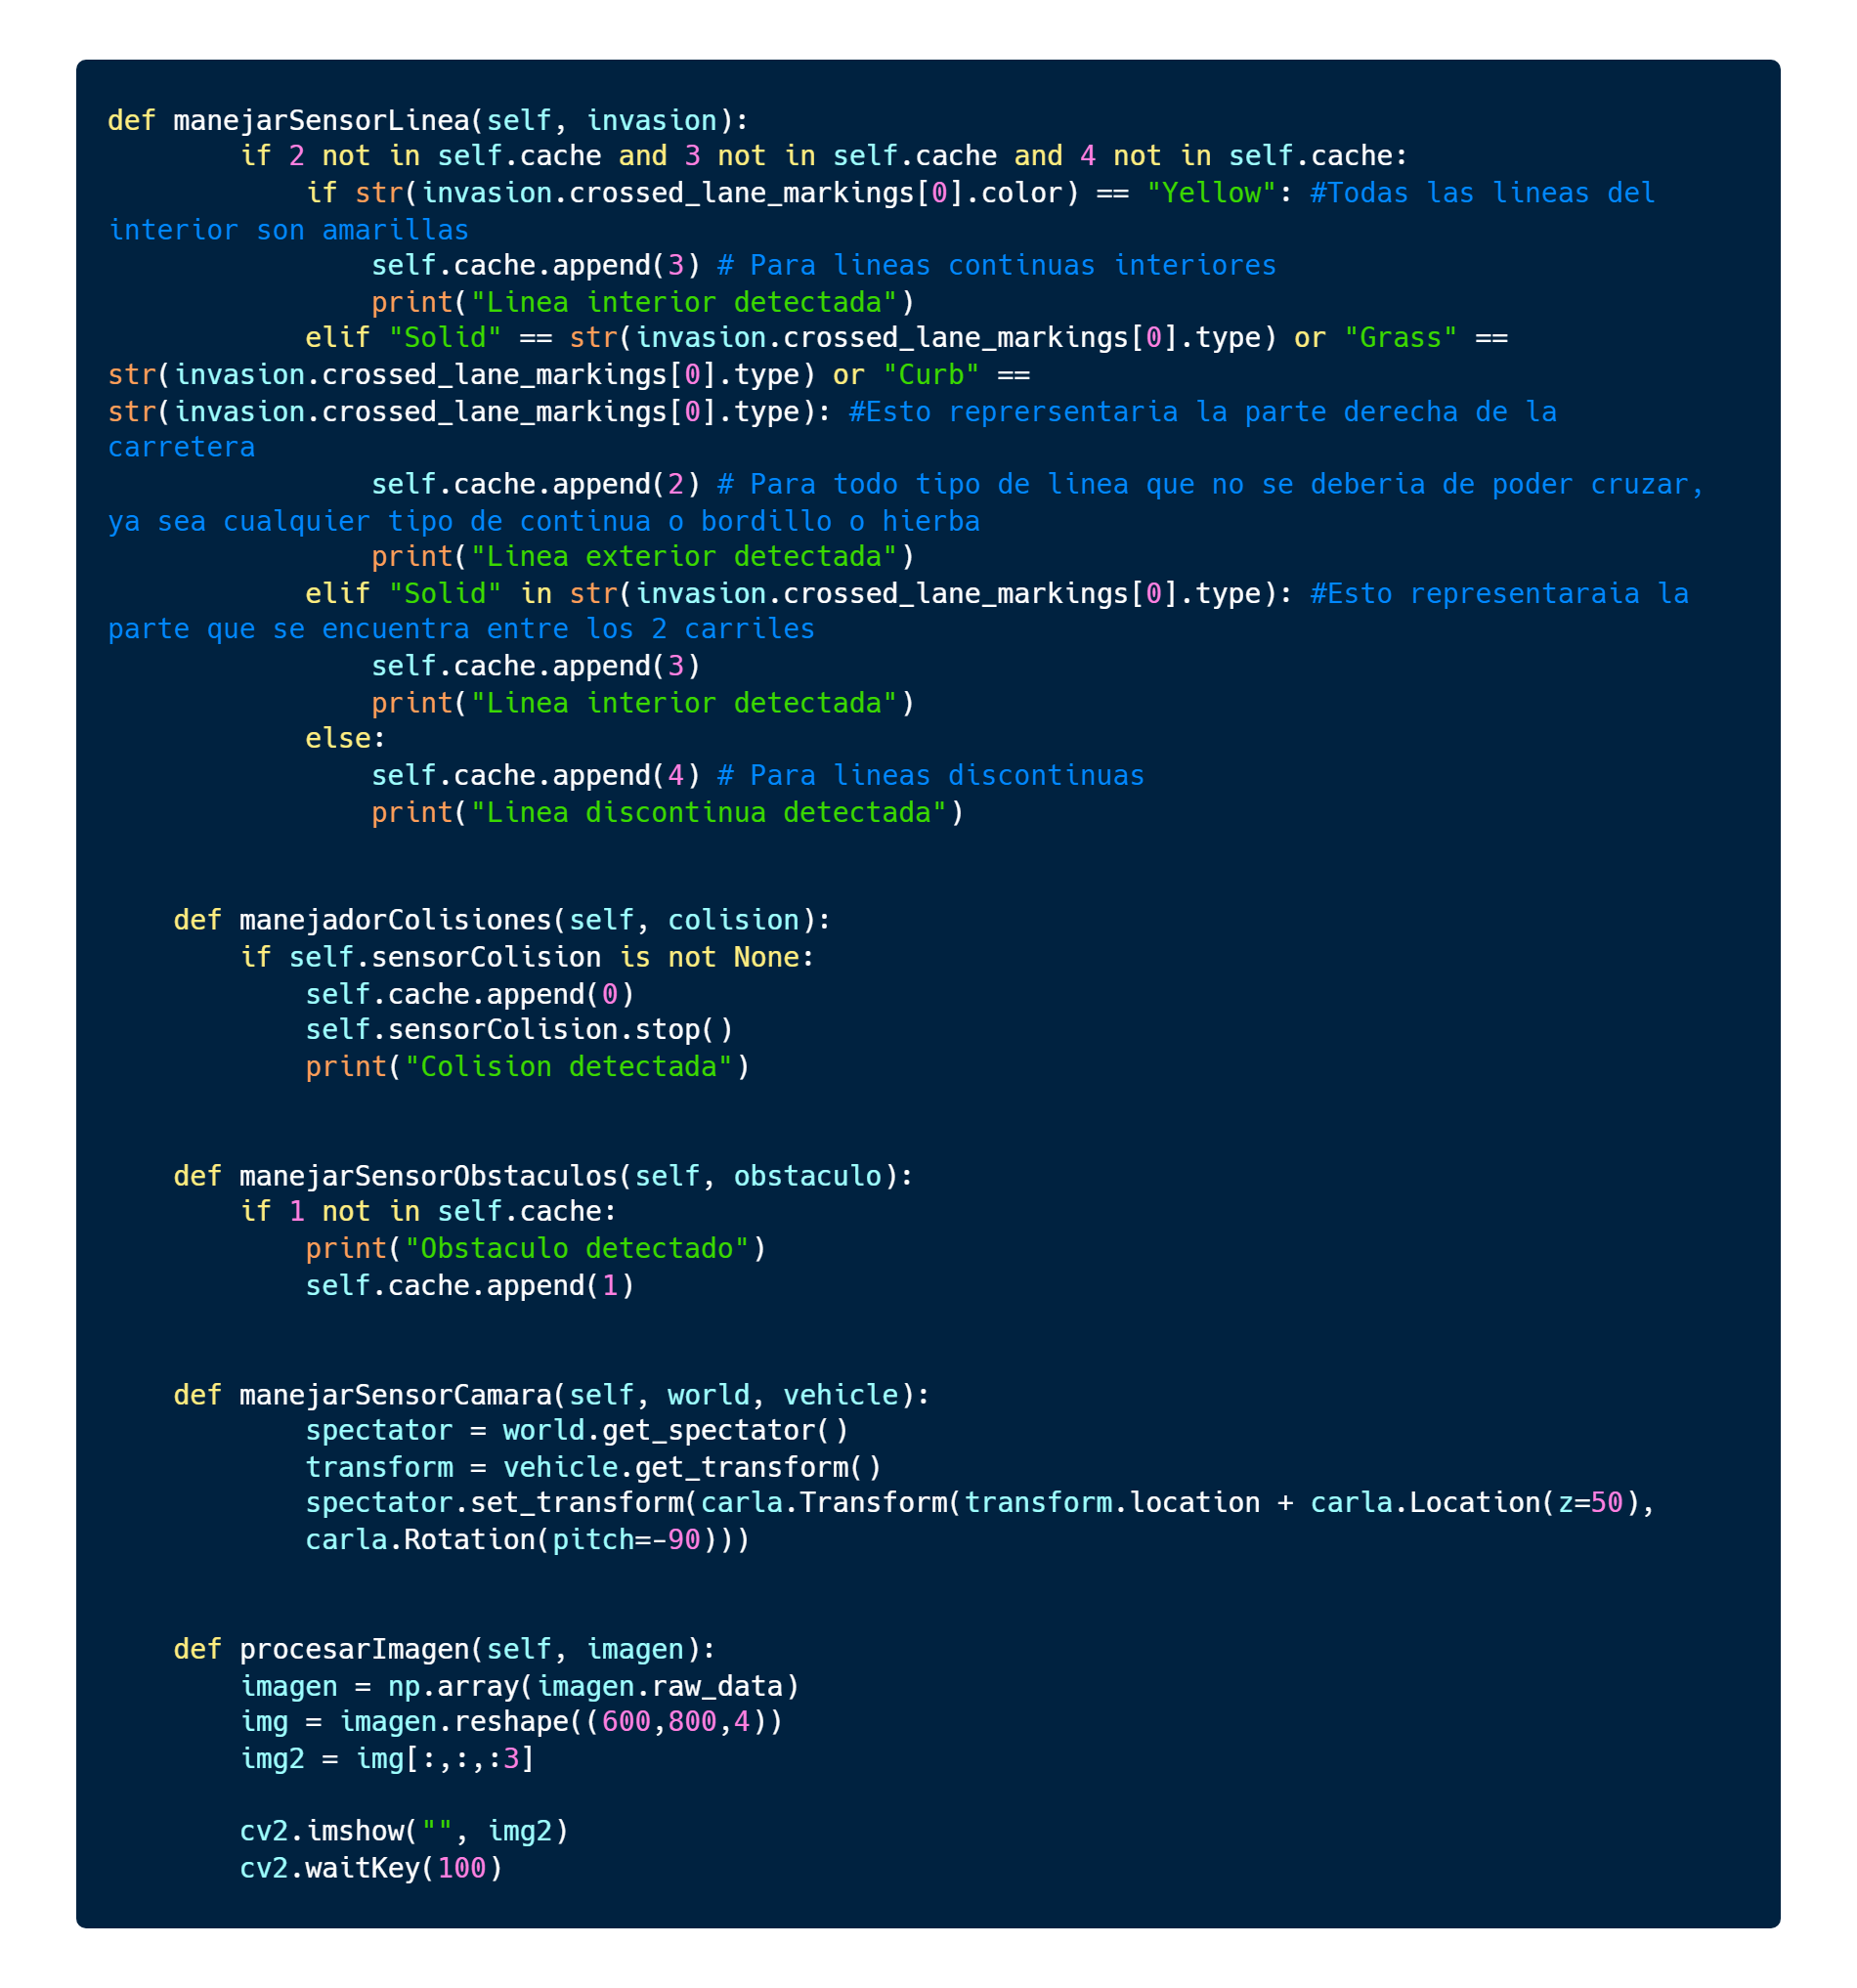 def manejarSensorLinea(self, invasion):
        if 2 not in self.cache and 3 not in self.cache and 4 not in self.cache:
            if str(invasion.crossed_lane_markings[0].color) == "Yellow": #Todas las lineas del
interior son amarillas
                self.cache.append(3) # Para lineas continuas interiores
                print("Linea interior detectada")
            elif "Solid" == str(invasion.crossed_lane_markings[0].type) or "Grass" ==
str(invasion.crossed_lane_markings[0].type) or "Curb" ==
str(invasion.crossed_lane_markings[0].type): #Esto reprersentaria la parte derecha de la
carretera
                self.cache.append(2) # Para todo tipo de linea que no se deberia de poder cruzar,
ya sea cualquier tipo de continua o bordillo o hierba
                print("Linea exterior detectada")
            elif "Solid" in str(invasion.crossed_lane_markings[0].type): #Esto representaraia la
parte que se encuentra entre los 2 carriles
                self.cache.append(3)
                print("Linea interior detectada")
            else:
                self.cache.append(4) # Para lineas discontinuas
                print("Linea discontinua detectada")
    def manejadorColisiones(self, colision):
        if self.sensorColision is not None:
            self.cache.append(0)
            self.sensorColision.stop()
            print("Colision detectada")
    def manejarSensorObstaculos(self, obstaculo):
        if 1 not in self.cache:
            print("Obstaculo detectado")
            self.cache.append(1)
    def manejarSensorCamara(self, world, vehicle):
            spectator = world.get_spectator()
            transform = vehicle.get_transform()
            spectator.set_transform(carla.Transform(transform.location + carla.Location(z=50),
            carla.Rotation(pitch=-90)))
    def procesarImagen(self, imagen):
        imagen = np.array(imagen.raw_data)
        img = imagen.reshape((600,800,4))
        img2 = img[:,:,:3]
        cv2.imshow("", img2)
        cv2.waitKey(100)